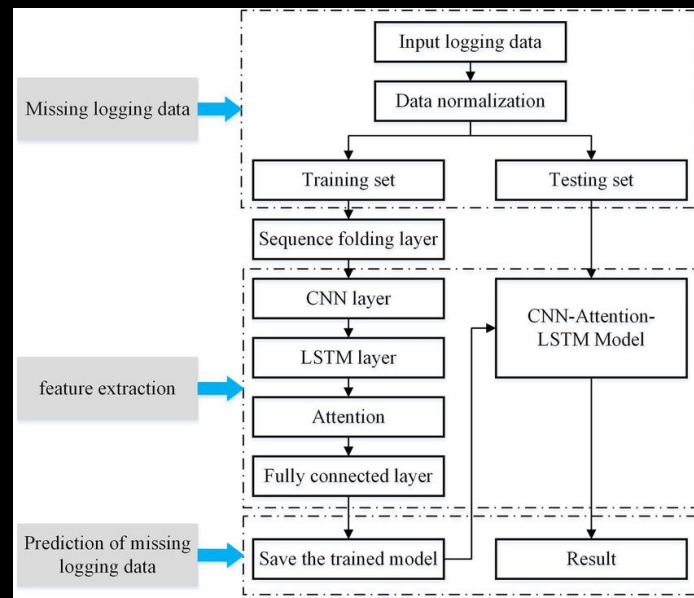 Input logging data
Missing logging data
Data normalization
Training set
Testing set
Sequence folding layer
CNN layer
CNN-Attention-
LSTM Model
LSTM layer
feature extraction
Attention
Fully connected layer
Prediction of missing
logging data
Save the trained model
Result